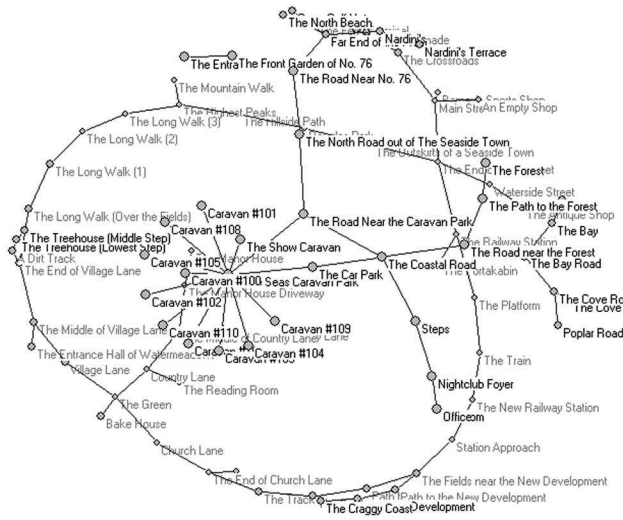 The North Beach
Far End of the
Nardini's
The Entra
The Front Garden of No. 76
Nardini's Terrace
The Crossroads
The Road Near No. 76
The Mountain Walk
The Highest Peaks
Main Str
An Empty Shop
The Long Walk (3)
The Hillside Path
The Long Walk (2)
The North Road out of The Seaside Town
The Outskirts of a Seaside Town
The Long Walk (1)
The Forest
Waterside Street
Caravan #101
The Path to the Forest
The Long Walk (Over the Fields)
The Road Near the Caravan Park
The Antique Shop
Caravan #108
The Bay
The Treehouse (Middle Step)
The Show Caravan
The Railway Station
The Treehouse (Lowest Step)
The Road near the Forest
A Dirt Track
Caravan #105
The Coastal Road
The Bay Road
The End of Village Lane
The Car Park
Caravan #100
Seas Caravan Park
The Manor House Driveway
Caravan #102
The Platform
The Cove Ro
The Cove
The Middle of Village Lane
Caravan #110
Caravan #109
Steps
Poplar Road
The Entrance Hall of Waterme
Caravan #104
Village Lane
Country Lane
The Train
The Reading Room
Nightclub Foyer
The Green
The New Railway Station
Office
Bake House
Church Lane
Station Approach
The End of Church Lane
The Fields near the New Development
The Track
Path to the New Development
The Craggy Coast
Development